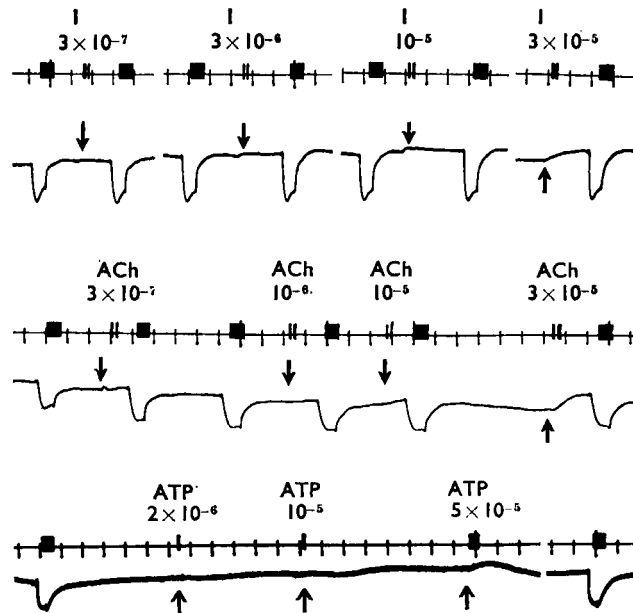 I I I I
3 × 10⁻⁷ 3 × 10⁻⁶ 10⁻⁵ 3 × 10⁻⁵
ACh ACh ACh ACh
3 × 10⁻⁷ 10⁻⁶. 10⁻⁵ 3 × 10⁻⁵
ATP ATP ATP
2 × 10⁻⁶ 10⁻⁵ 5 × 10⁻⁵